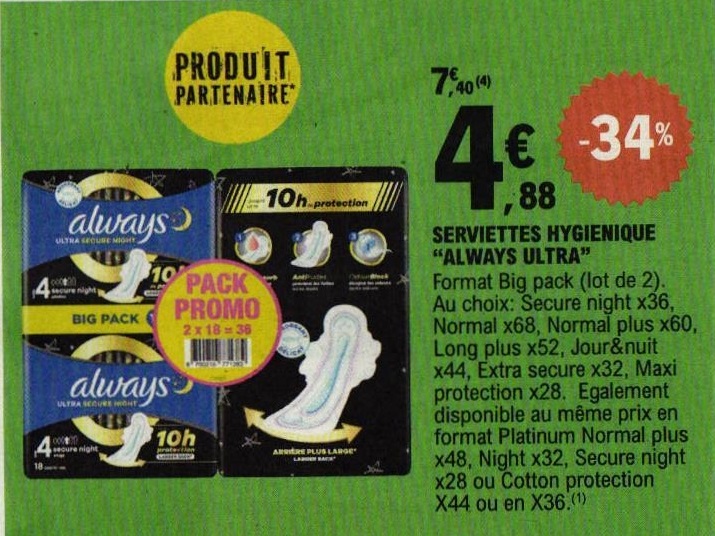 PRODUIT
PARTENAIRE*
7€,40 (4)
4€,88
-34%
SERVIETTES HYGIENIQUE
“ALWAYS ULTRA”
Format Big pack (lot de 2).
Au choix: Secure night x36,
Normal x68, Normal plus x60,
Long plus x52, Jour&nuit
x44, Extra secure x32, Maxi
protection x28. Egalement
disponible au même prix en
format Platinum Normal plus
x48, Night x32, Secure night
x28 ou Cotton protection
X44 ou en X36.(1)
always
ULTRA SECURE NIGHT
4
secure night
10
BIG PACK
PACK
PROMO
2 x 18 = 36
always
ULTRA SECURE NIGHT
4
secure night
18
10h
protection
10h protection
ARRIÈRE PLUS LARGE*
LARGER BACK*